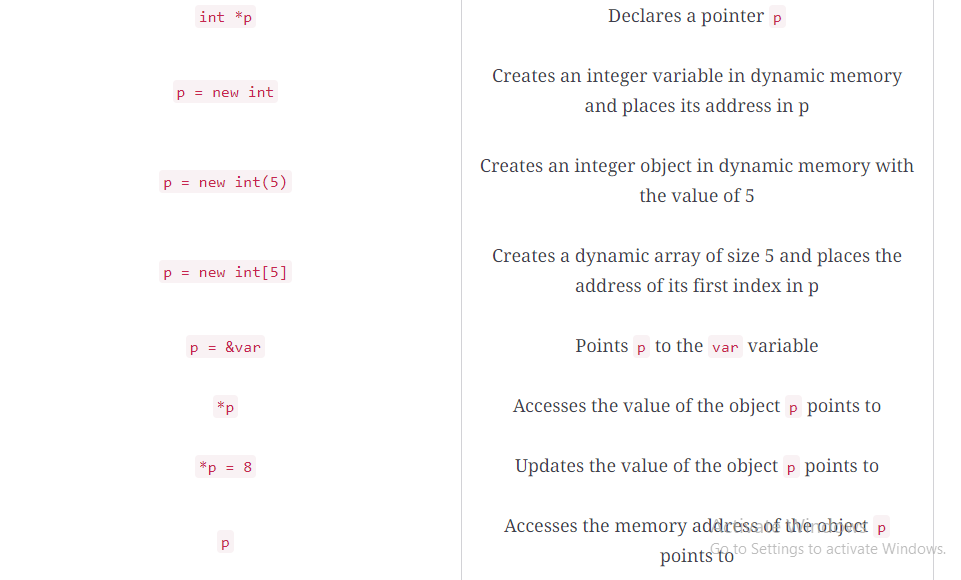 int *p
Declares a pointer p
p = new int
Creates an integer variable in dynamic memory
and places its address in p
p = new int(5)
Creates an integer object in dynamic memory with
the value of 5
p = new int[5]
Creates a dynamic array of size 5 and places the
address of its first index in p
p = &var
Points p to the var variable
*p
Accesses the value of the object p points to
*p = 8
Updates the value of the object p points to
p
Accesses the memory address of the object p
points to
Activate Windows
Go to Settings to activate Windows.